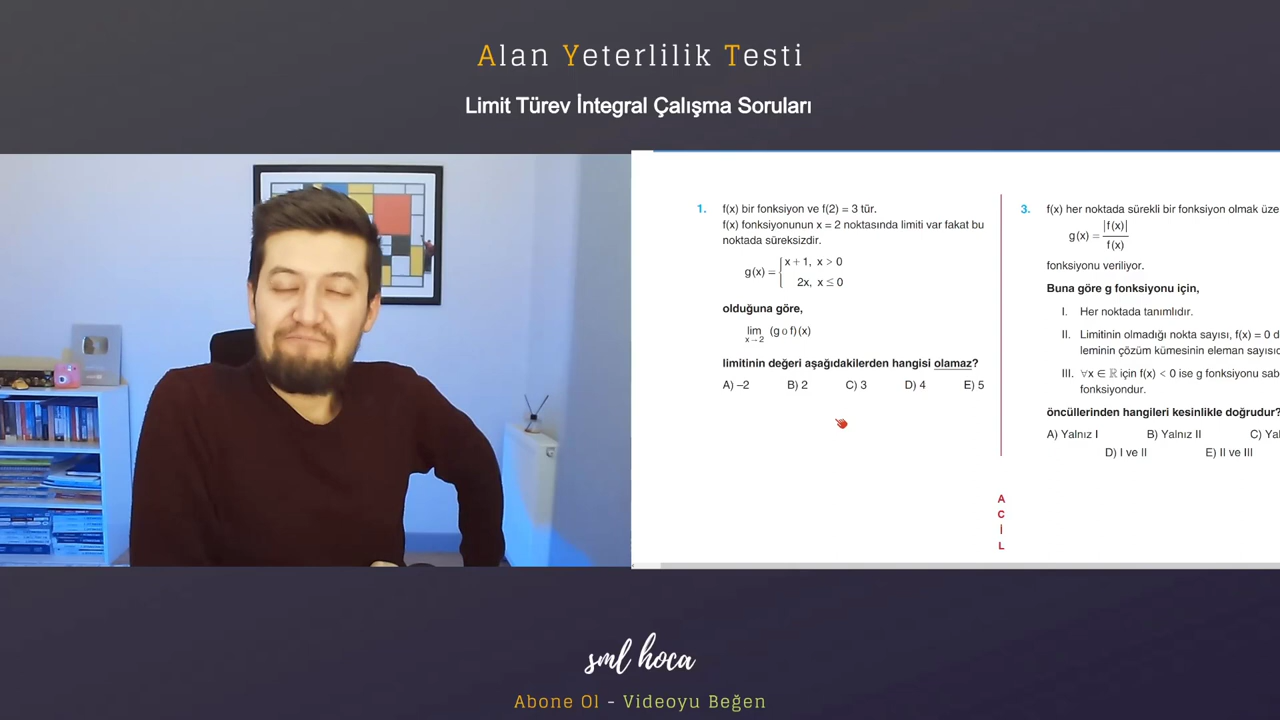 Alan Yeterlilik Testi
Limit Türev İntegral Çalışma Soruları
1. f(x) bir fonksiyon ve f(2) = 3 tür.
f(x) fonksiyonunun x = 2 noktasında limiti var fakat bu
noktada süreksizdir.
g(x) = { x + 1, x > 0
2x, x ≤ 0
olduğuna göre,
lim (g o f)(x)
x→2
limitinin değeri aşağıdakilerden hangisi olamaz?
A) –2 B) 2 C) 3 D) 4 E) 5
3. f(x) her noktada sürekli bir fonksiyon olmak üze
g(x) = |f(x)| / f(x)
fonksiyonu veriliyor.
Buna göre g fonksiyonu için,
I. Her noktada tanımlıdır.
II. Limitinin olmadığı nokta sayısı, f(x) = 0 d
leminin çözüm kümesinin eleman sayısıd
III. ∀x ∈ ℝ için f(x) < 0 ise g fonksiyonu sab
fonksiyondur.
öncüllerinden hangileri kesinlikle doğrudur?
A) Yalnız I B) Yalnız II C) Yal
D) I ve II E) II ve III
A
C
İ
L
sml hoca
Abone Ol - Videoyu Beğen